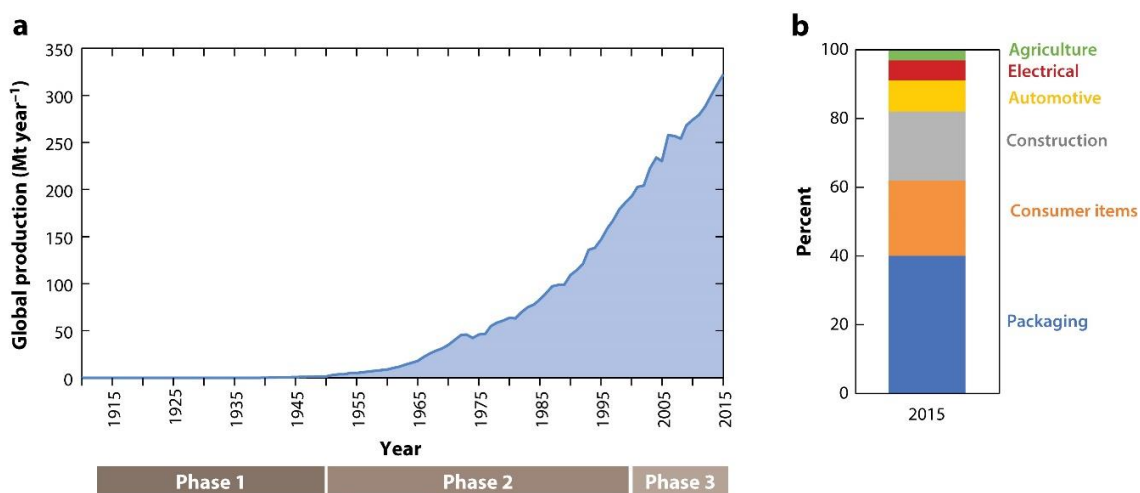 a
350
300
250
200
150
100
50
0
Global production (Mt year⁻¹)
1915
1925
1935
1945
1955
1965
1975
1985
1995
2005
2015
Year
Phase 1
Phase 2
Phase 3
b
100
80
60
40
20
0
Percent
Agriculture
Electrical
Automotive
Construction
Consumer items
Packaging
2015